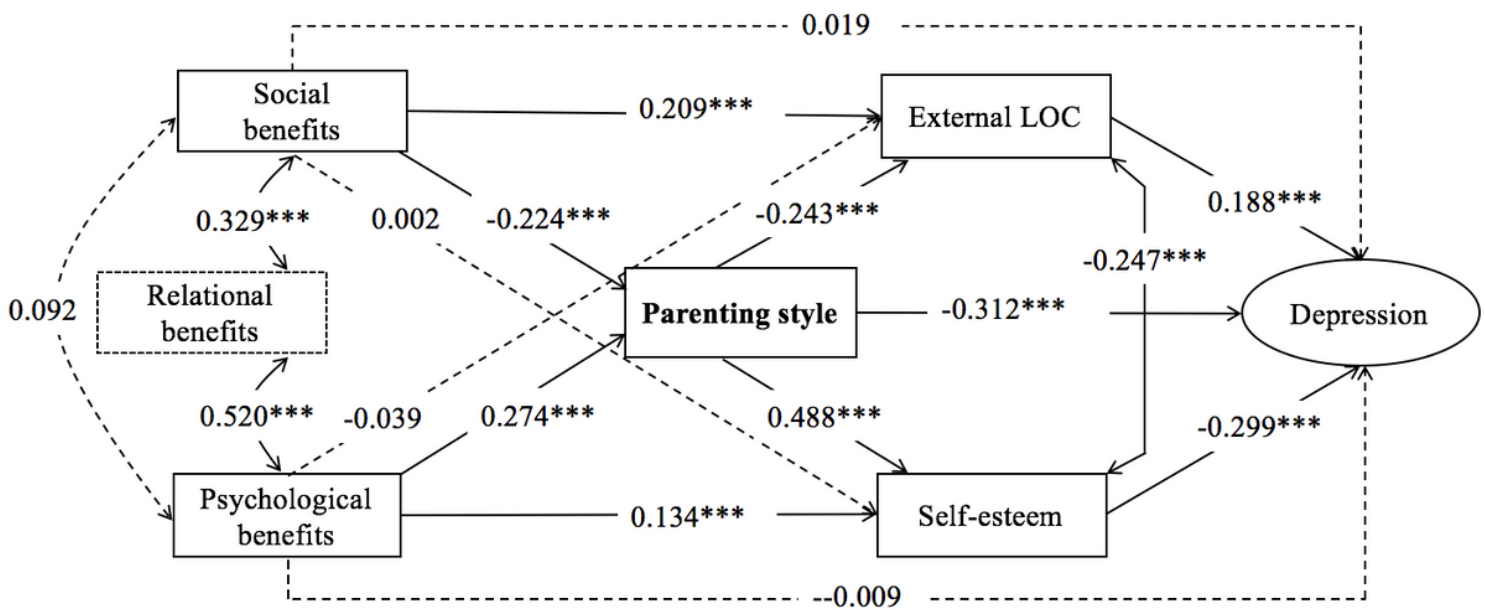 0.019
Social
benefits
0.209***
External LOC
0.329***
0.002
-0.224***
-0.243***
0.188***
-0.247***
Relational
benefits
0.092
Parenting style
-0.312***
Depression
0.520***
-0.039
0.274***
0.488***
-0.299***
Psychological
benefits
0.134***
Self-esteem
--0.009